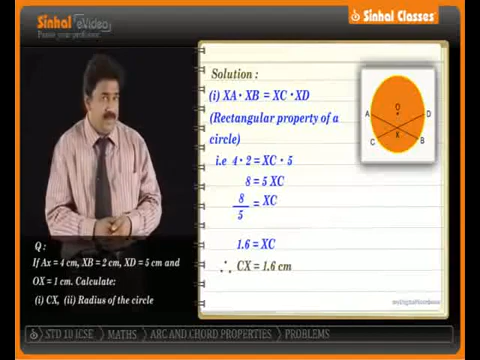 Sinhal eVideo
Pause your professor.
Sinhal Classes
Solution :
(i) XA · XB = XC · XD
(Rectangular property of a
circle)
i.e 4 · 2 = XC · 5
8 = 5 XC
8
5
= XC
1.6 = XC
∴ CX = 1.6 cm
O
A
D
X
C
B
Q :
If Ax = 4 cm, XB = 2 cm, XD = 5 cm and
OX = 1 cm. Calculate:
(i) CX, (ii) Radius of the circle
STD 10 ICSE
MATHS
ARC AND CHORD PROPERTIES
PROBLEMS